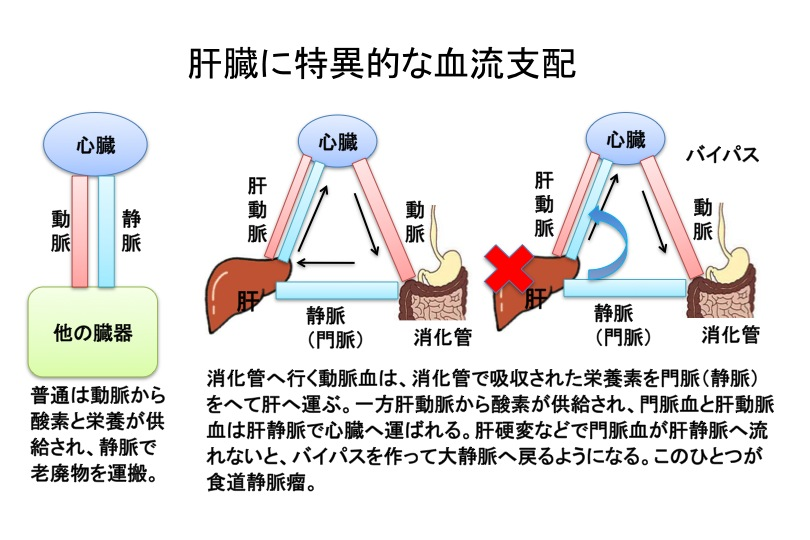 肝臓に特異的な血流支配
心臓
動脈
静脈
他の臓器
普通は動脈から
酸素と栄養が供
給され、静脈で
老廃物を運搬。
心臓
肝動脈
動脈
肝
静脈
（門脈）
消化管
心臓
バイパス
肝動脈
動脈
肝
静脈
（門脈）
消化管
消化管へ行く動脈血は、消化管で吸収された栄養素を門脈（静脈）
をへて肝へ運ぶ。一方肝動脈から酸素が供給され、門脈血と肝動脈
血は肝静脈で心臓へ運ばれる。肝硬変などで門脈血が肝静脈へ流
れないと、バイパスを作って大静脈へ戻るようになる。このひとつが
食道静脈瘤。